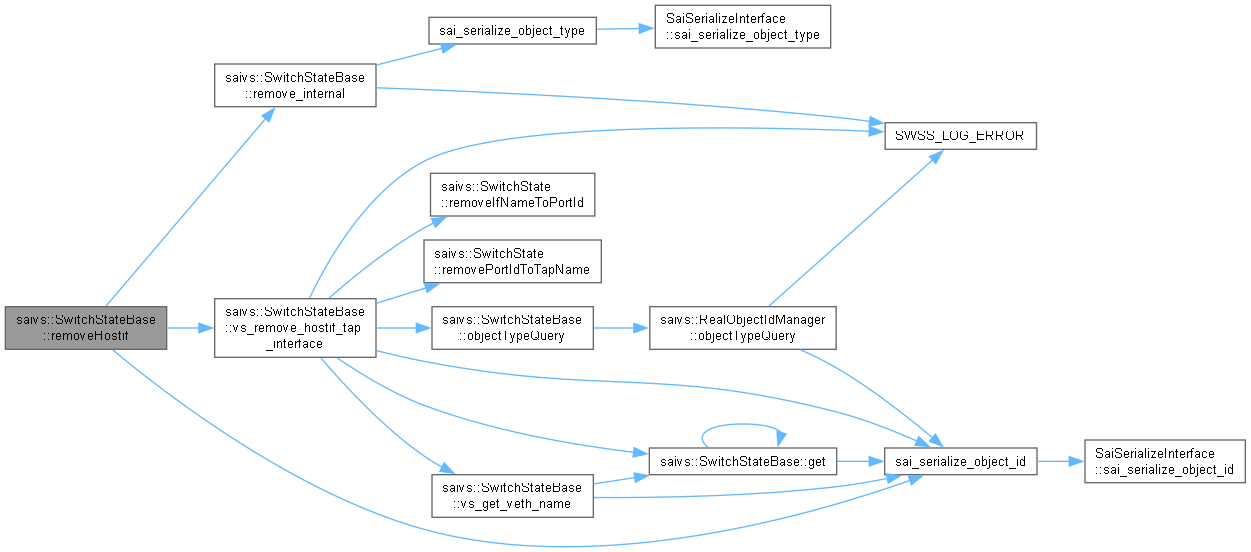 SaiSerializeInterface
::sai_serialize_object_type
sai_serialize_object_type
saivs::SwitchStateBase
::remove_internal
SWSS_LOG_ERROR
saivs::SwitchState
::removeIfNameToPortId
saivs::SwitchState
::removePortIdToTapName
saivs::SwitchStateBase
::removeHostif
saivs::SwitchStateBase
::vs_remove_hostif_tap
_interface
saivs::SwitchStateBase
::objectTypeQuery
saivs::RealObjectIdManager
::objectTypeQuery
saivs::SwitchStateBase::get
sai_serialize_object_id
SaiSerializeInterface
::sai_serialize_object_id
saivs::SwitchStateBase
::vs_get_veth_name